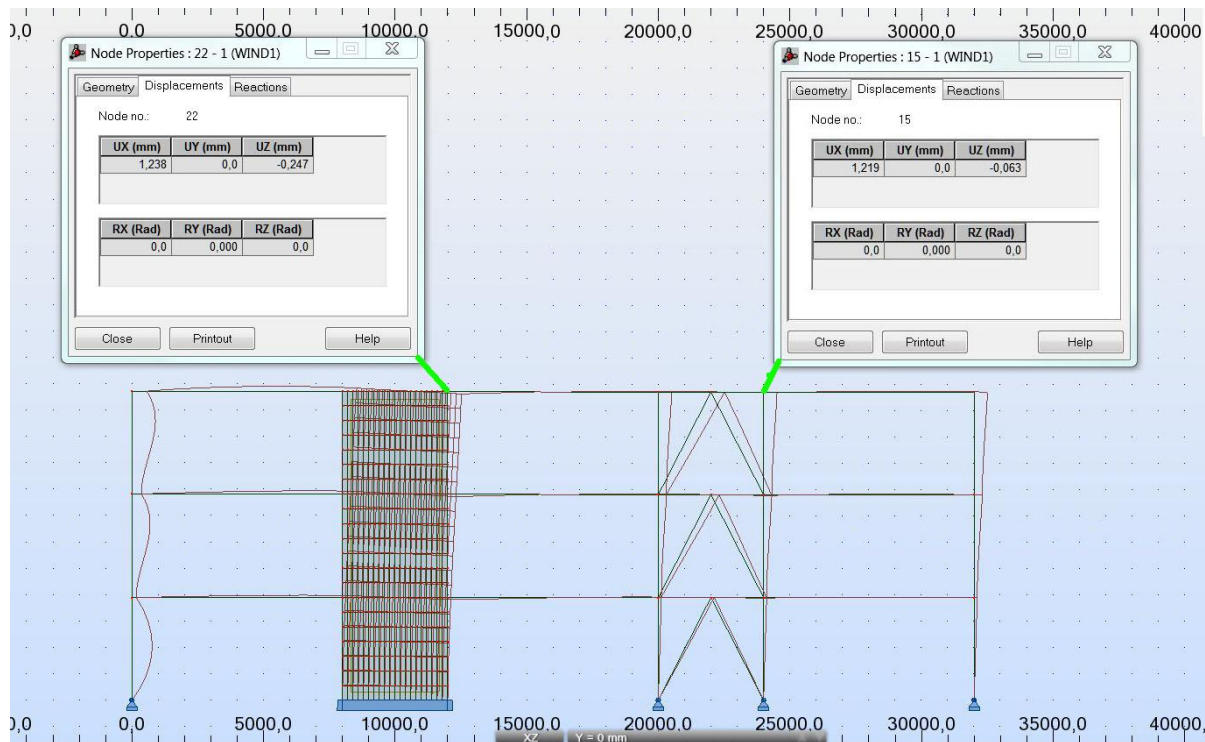 0,0 0,0 5000,0 10000,0 15000,0 20000,0 25000,0 30000,0 35000,0 40000
Node Properties : 22 - 1 (WIND1)
Geometry Displacements Reactions
Node no.: 22
UX (mm) UY (mm) UZ (mm)
1,238 0,0 -0,247
RX (Rad) RY (Rad) RZ (Rad)
0,0 0,000 0,0
Close Printout Help
Node Properties : 15 - 1 (WIND1)
Geometry Displacements Reactions
Node no.: 15
UX (mm) UY (mm) UZ (mm)
1,219 0,0 -0,063
RX (Rad) RY (Rad) RZ (Rad)
0,0 0,000 0,0
Close Printout Help
0,0 0,0 5000,0 10000,0 15000,0 20000,0 25000,0 30000,0 35000,0 40000
XZ Y = 0 mm